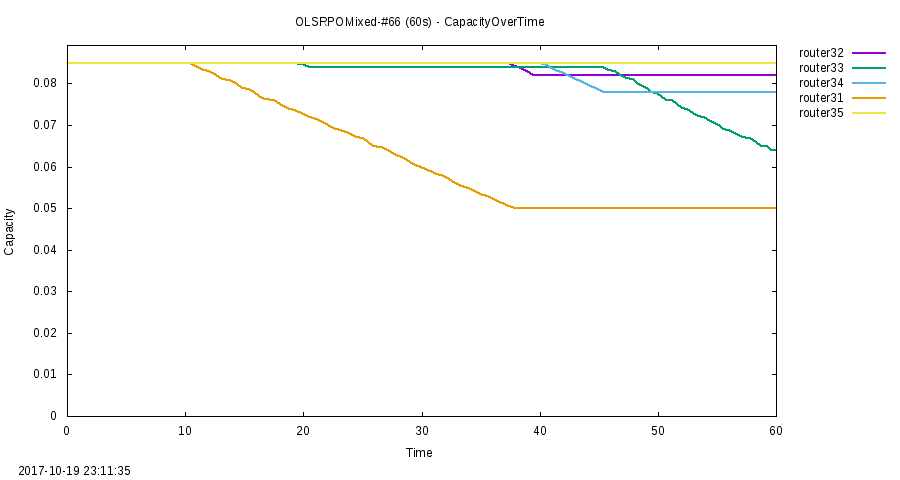 OLSRPOMixed-#66 (60s) - CapacityOverTime
router32
router33
router34
router31
router35
0.08
0.07
0.06
0.05
0.04
0.03
0.02
0.01
0
Capacity
0 10 20 30 40 50 60
Time
2017-10-19 23:11:35